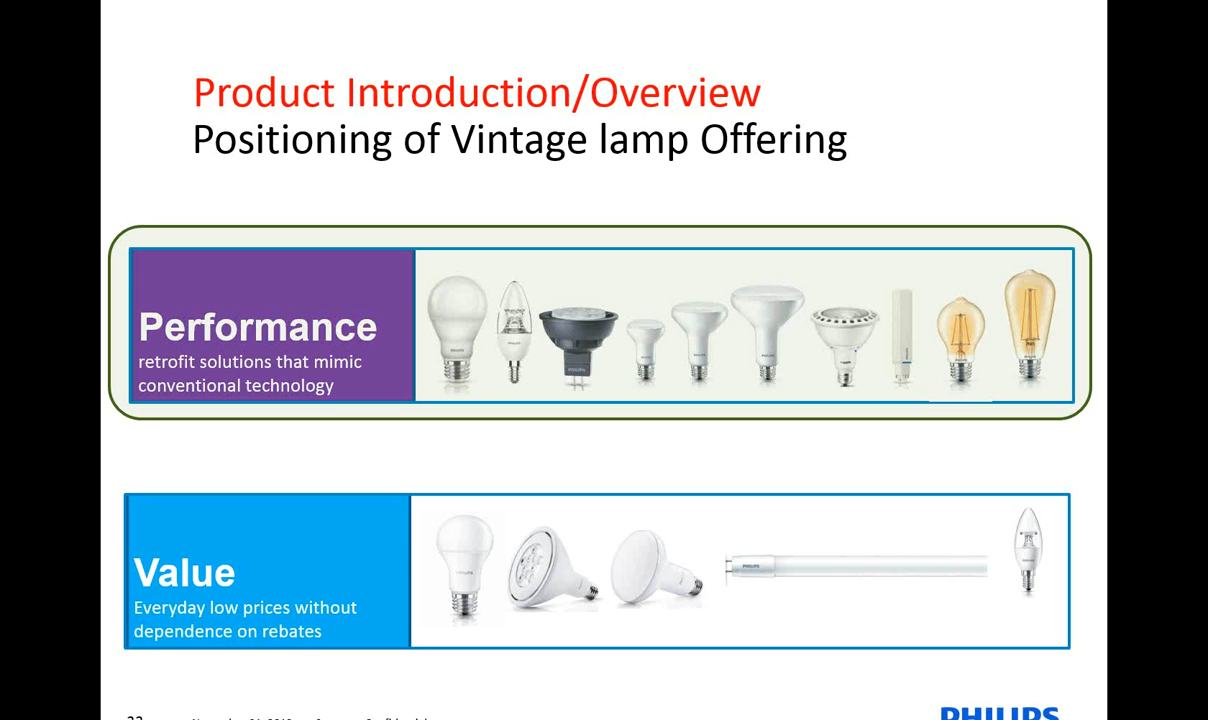 Product Introduction/Overview
Positioning of Vintage lamp Offering
Performance
retrofit solutions that mimic
conventional technology
Value
Everyday low prices without
dependence on rebates
PHILIPS
PHILIPS